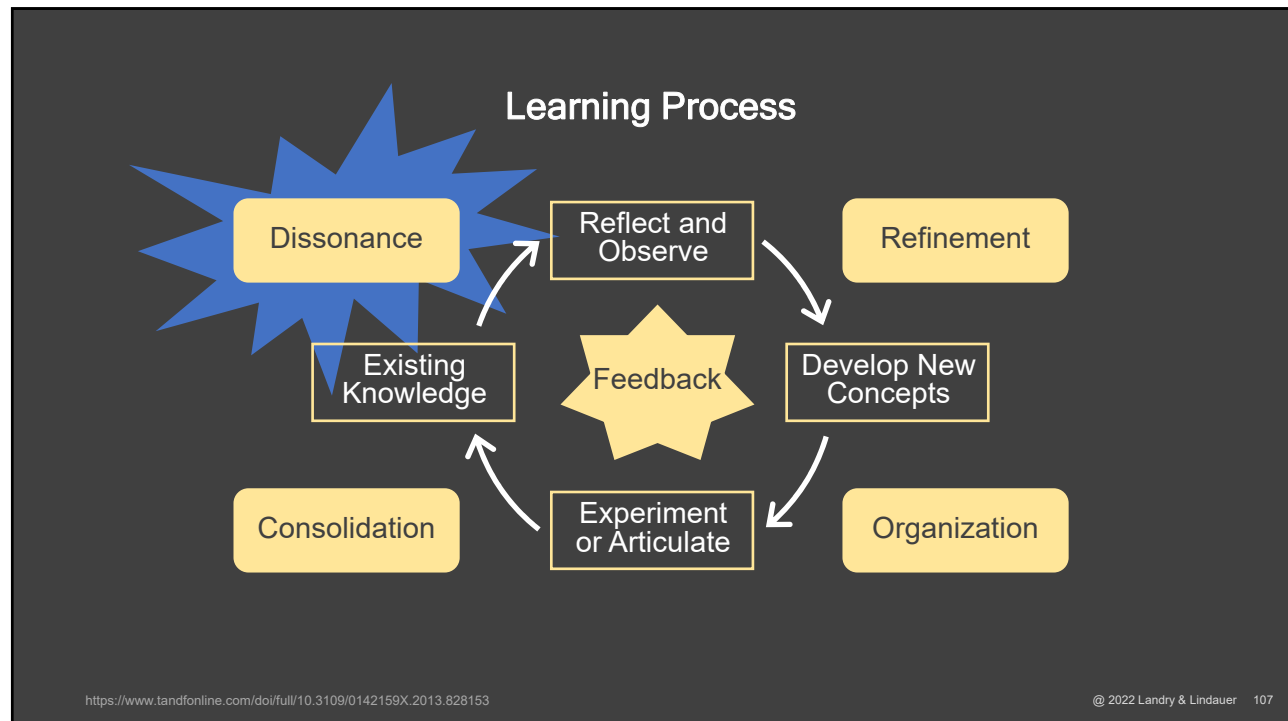 Learning Process
Dissonance
Reflect and
Observe
Refinement
Existing
Knowledge
Feedback
Develop New
Concepts
Consolidation
Experiment
or Articulate
Organization
https://www.tandfonline.com/doi/full/10.3109/0142159X.2013.828153
@ 2022 Landry & Lindauer 107